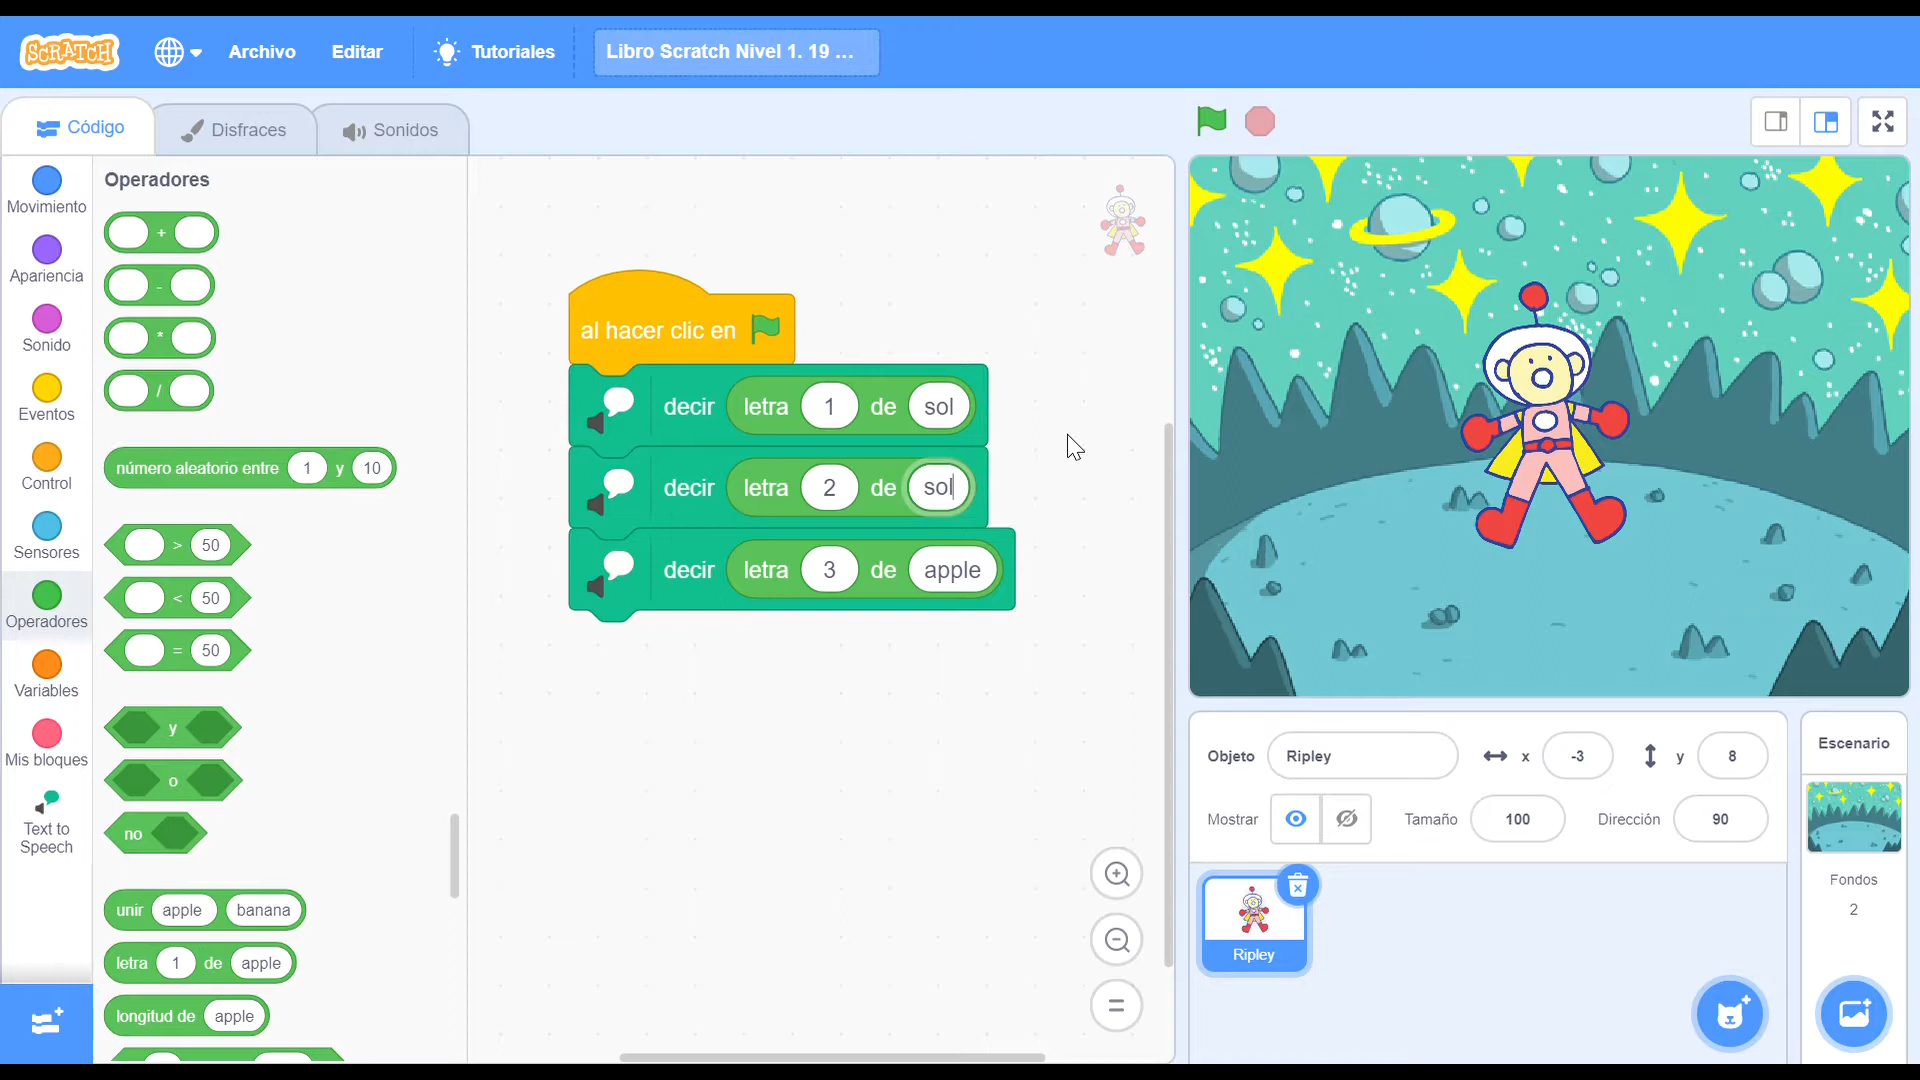 SCRATCH Archivo Editar Tutoriales Libro Scratch Nivel 1. 19 ...
Código Disfraces Sonidos
Movimiento
Apariencia
Sonido
Eventos
Control
Sensores
Operadores
Variables
Mis bloques
Text to
Speech
Operadores
+
-
*
/
número aleatorio entre 1 y 10
> 50
< 50
= 50
y
o
no
unir apple banana
letra 1 de apple
longitud de apple
al hacer clic en
decir letra 1 de sol
decir letra 2 de sol
decir letra 3 de apple
Objeto Ripley x -3 y 8
Mostrar Tamaño 100 Dirección 90
Ripley
Escenario
Fondos
2